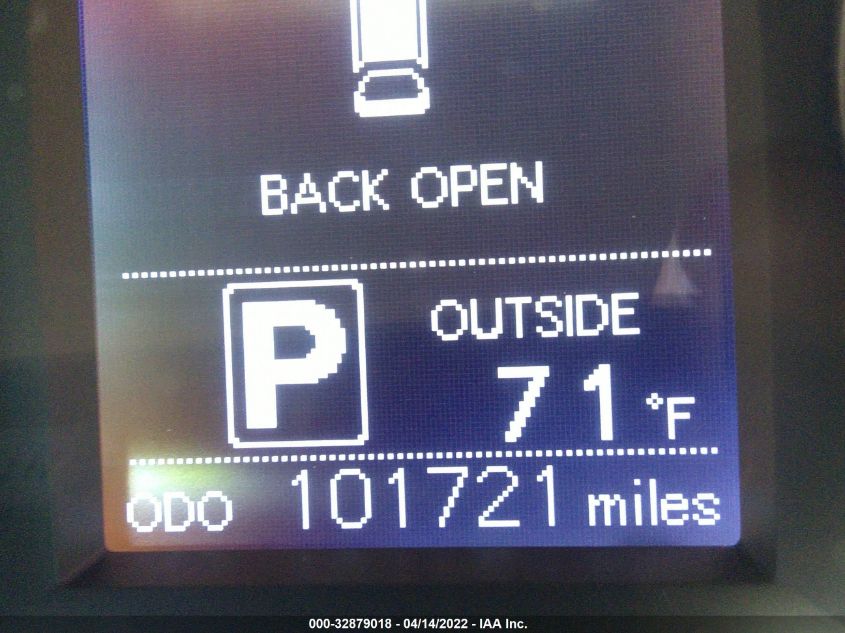 BACK OPEN
P
OUTSIDE
71 °F
ODO 101721 miles
000-32879018 - 04/14/2022 - IAA Inc.